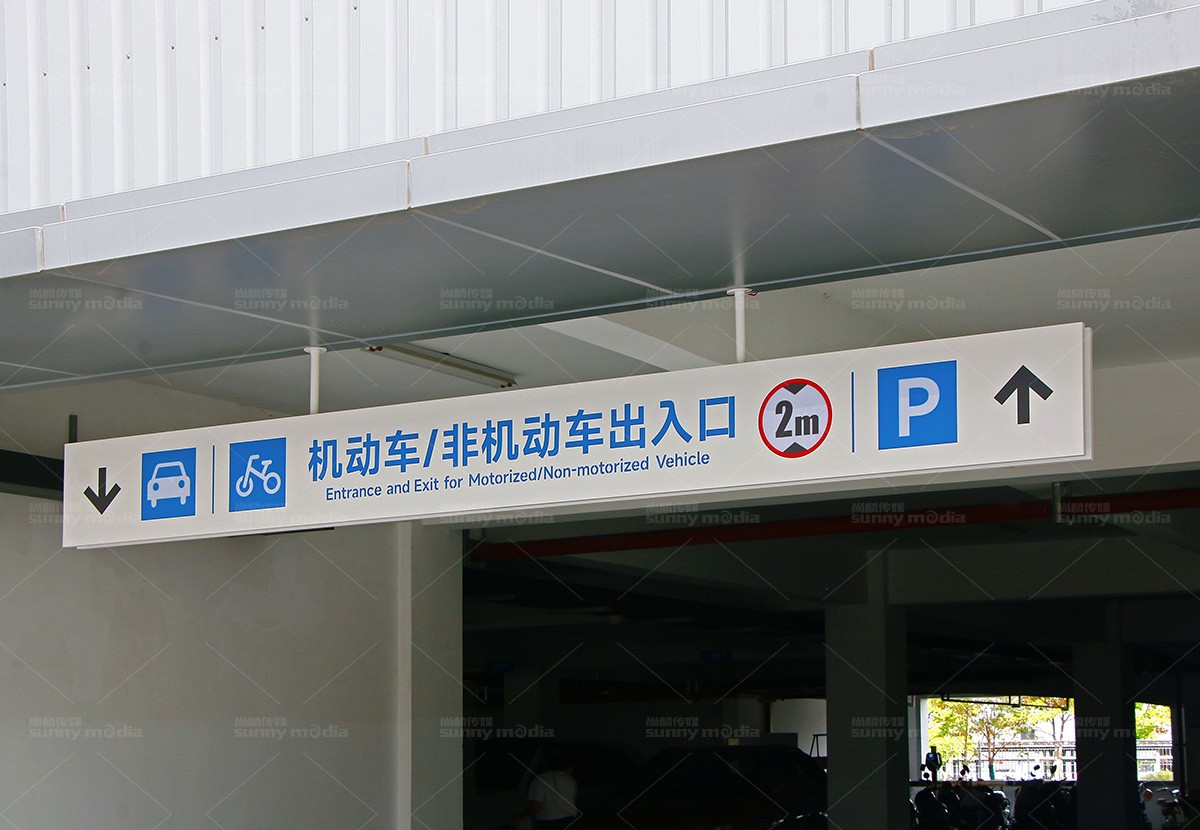 机动车/非机动车出入口
Entrance and Exit for Motorized/Non-motorized Vehicle
2m
P
尚麟传媒
sunny media